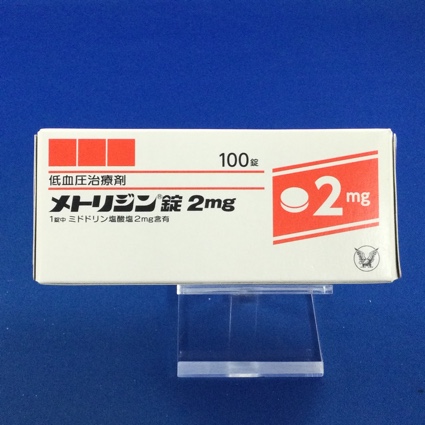 100錠
低血圧治療剤
メトリジン®錠 2mg
1錠中 ミドドリン塩酸塩2mg含有
2mg